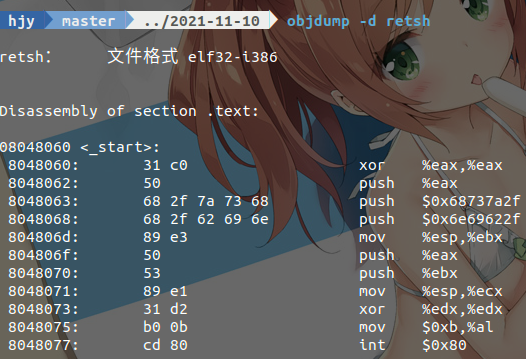 hjy master ../2021-11-10 objdump -d retsh
retsh： 文件格式 elf32-i386
Disassembly of section .text:
08048060 <_start>:
8048060: 31 c0 xor %eax,%eax
8048062: 50 push %eax
8048063: 68 2f 7a 73 68 push $0x68737a2f
8048068: 68 2f 62 69 6e push $0x6e69622f
804806d: 89 e3 mov %esp,%ebx
804806f: 50 push %eax
8048070: 53 push %ebx
8048071: 89 e1 mov %esp,%ecx
8048073: 31 d2 xor %edx,%edx
8048075: b0 0b mov $0xb,%al
8048077: cd 80 int $0x80